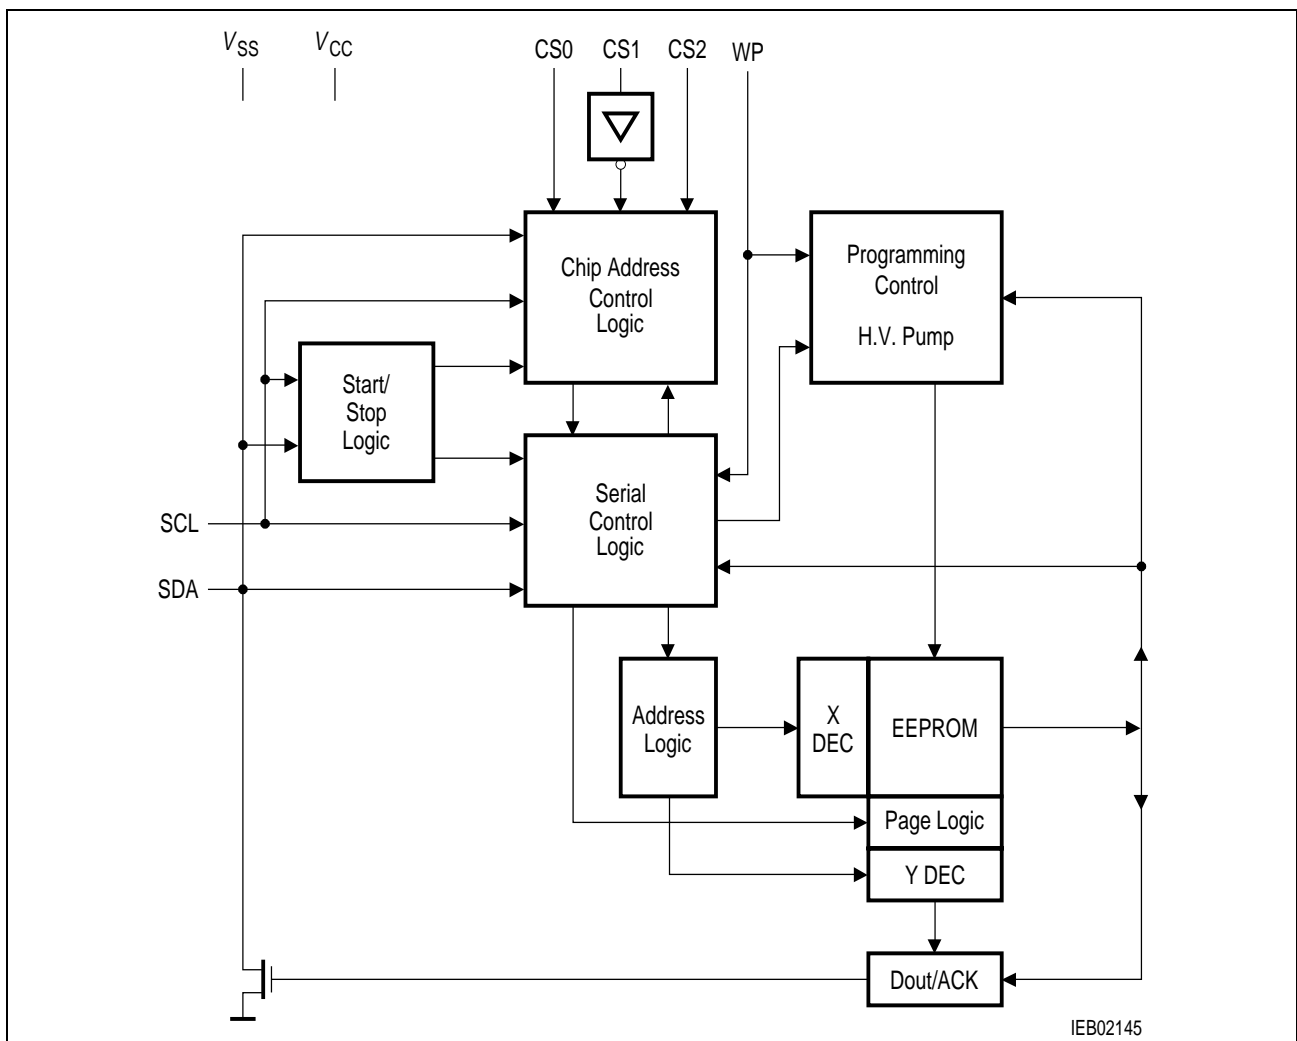 VSS
VCC
CS0
CS1
CS2
WP
Chip Address
Control
Logic
Programming
Control
H.V. Pump
Start/
Stop
Logic
Serial
Control
Logic
SCL
SDA
Address
Logic
X
DEC
EEPROM
Page Logic
Y DEC
Dout/ACK
IEB02145